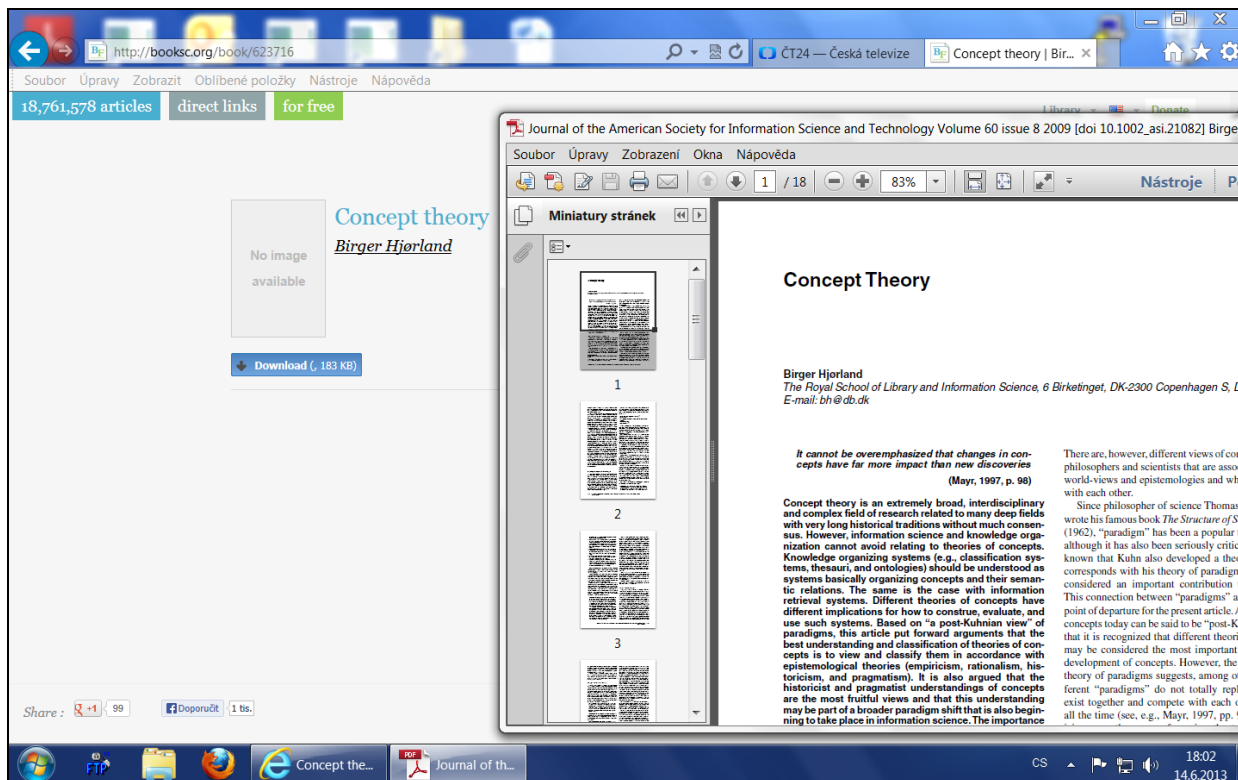 http://booksc.org/book/623716
ČT24 — Česká televize
Concept theory | Bir...
Soubor Úpravy Zobrazit Oblíbené položky Nástroje Nápověda
18,761,578 articles
direct links
for free
Library
Donate
No image
available
Concept theory
Birger Hjørland
Download (, 183 KB)
Share :
+1
99
Doporučit
1 tis.
Journal of the American Society for Information Science and Technology Volume 60 issue 8 2009 [doi 10.1002_asi.21082] Birge
Soubor Úpravy Zobrazení Okna Nápověda
1 / 18
83%
Nástroje
Miniatury stránek
1
2
3
Concept Theory
Birger Hjørland
The Royal School of Library and Information Science, 6 Birketinget, DK-2300 Copenhagen S,
E-mail: bh@db.dk
It cannot be overemphasized that changes in con-
cepts have far more impact than new discoveries
(Mayr, 1997, p. 98)
Concept theory is an extremely broad, interdisciplinary
and complex field of research related to many deep fields
with very long historical traditions without much consen-
sus. However, information science and knowledge orga-
nization cannot avoid relating to theories of concepts.
Knowledge organizing systems (e.g., classification sys-
tems, thesauri, and ontologies) should be understood as
systems basically organizing concepts and their seman-
tic relations. The same is the case with information
retrieval systems. Different theories of concepts have
different implications for how to construe, evaluate, and
use such systems. Based on “a post-Kuhnian view” of
paradigms, this article put forward arguments that the
best understanding and classification of theories of con-
cepts is to view and classify them in accordance with
epistemological theories (empiricism, rationalism, his-
toricism, and pragmatism). It is also argued that the
historicist and pragmatist understandings of concepts
are the most fruitful views and that this understanding
may be part of a broader paradigm shift that is also begin-
ning to take place in information science. The importance
There are, however, different views of con
philosophers and scientists that are assoc
world-views and epistemologies and wh
with each other.
Since philosopher of science Thomas
wrote his famous book The Structure of S
(1962), “paradigm” has been a popular
although it has also been seriously critic
known that Kuhn also developed a theo
corresponds with his theory of paradigm
considered an important contribution
This connection between “paradigms” a
point of departure for the present article. A
concepts today can be said to be “post-K
that it is recognized that different theori
may be considered the most important
development of concepts. However, the
theory of paradigms suggests, among o
ferent “paradigms” do not totally repl
exist together and compete with each o
all the time (see, e.g., Mayr, 1997, pp.
FTP
Concept the...
PDF
Journal of th...
CS
18:02
14.6.2013